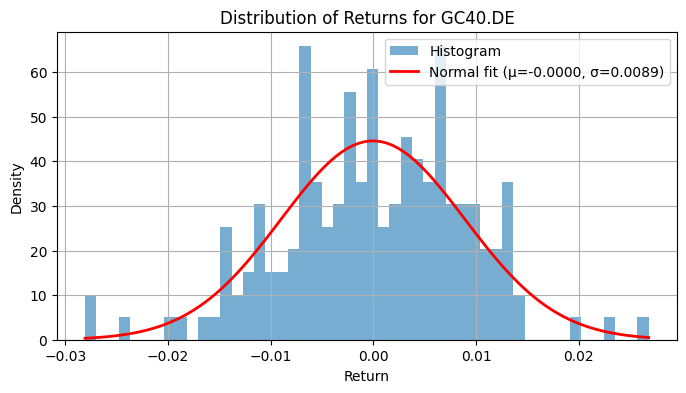 Distribution of Returns for GC40.DE
Histogram
Normal fit (μ=-0.0000, σ=0.0089)
Density
60
50
40
30
20
10
0
−0.03
−0.02
−0.01
0.00
0.01
0.02
Return